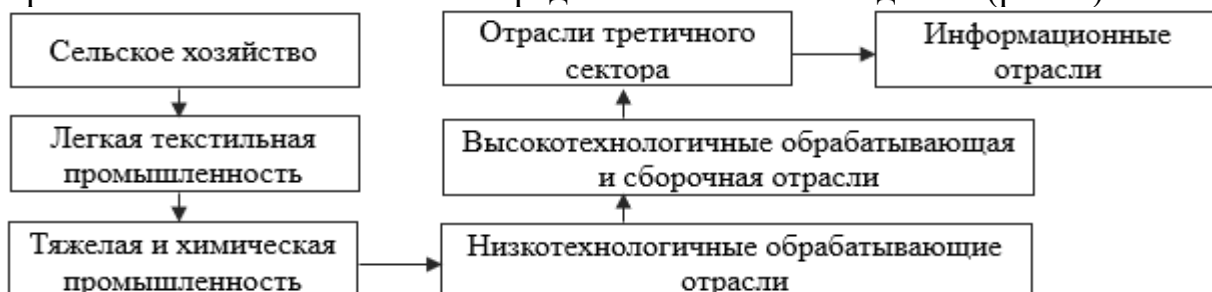 Сельское хозяйство
Легкая текстильная
промышленность
Тяжелая и химическая
промышленность
Низкотехнологичные обрабатывающие
отрасли
Высокотехнологичные обрабатывающая
и сборочная отрасли
Отрасли третичного
сектора
Информационные
отрасли